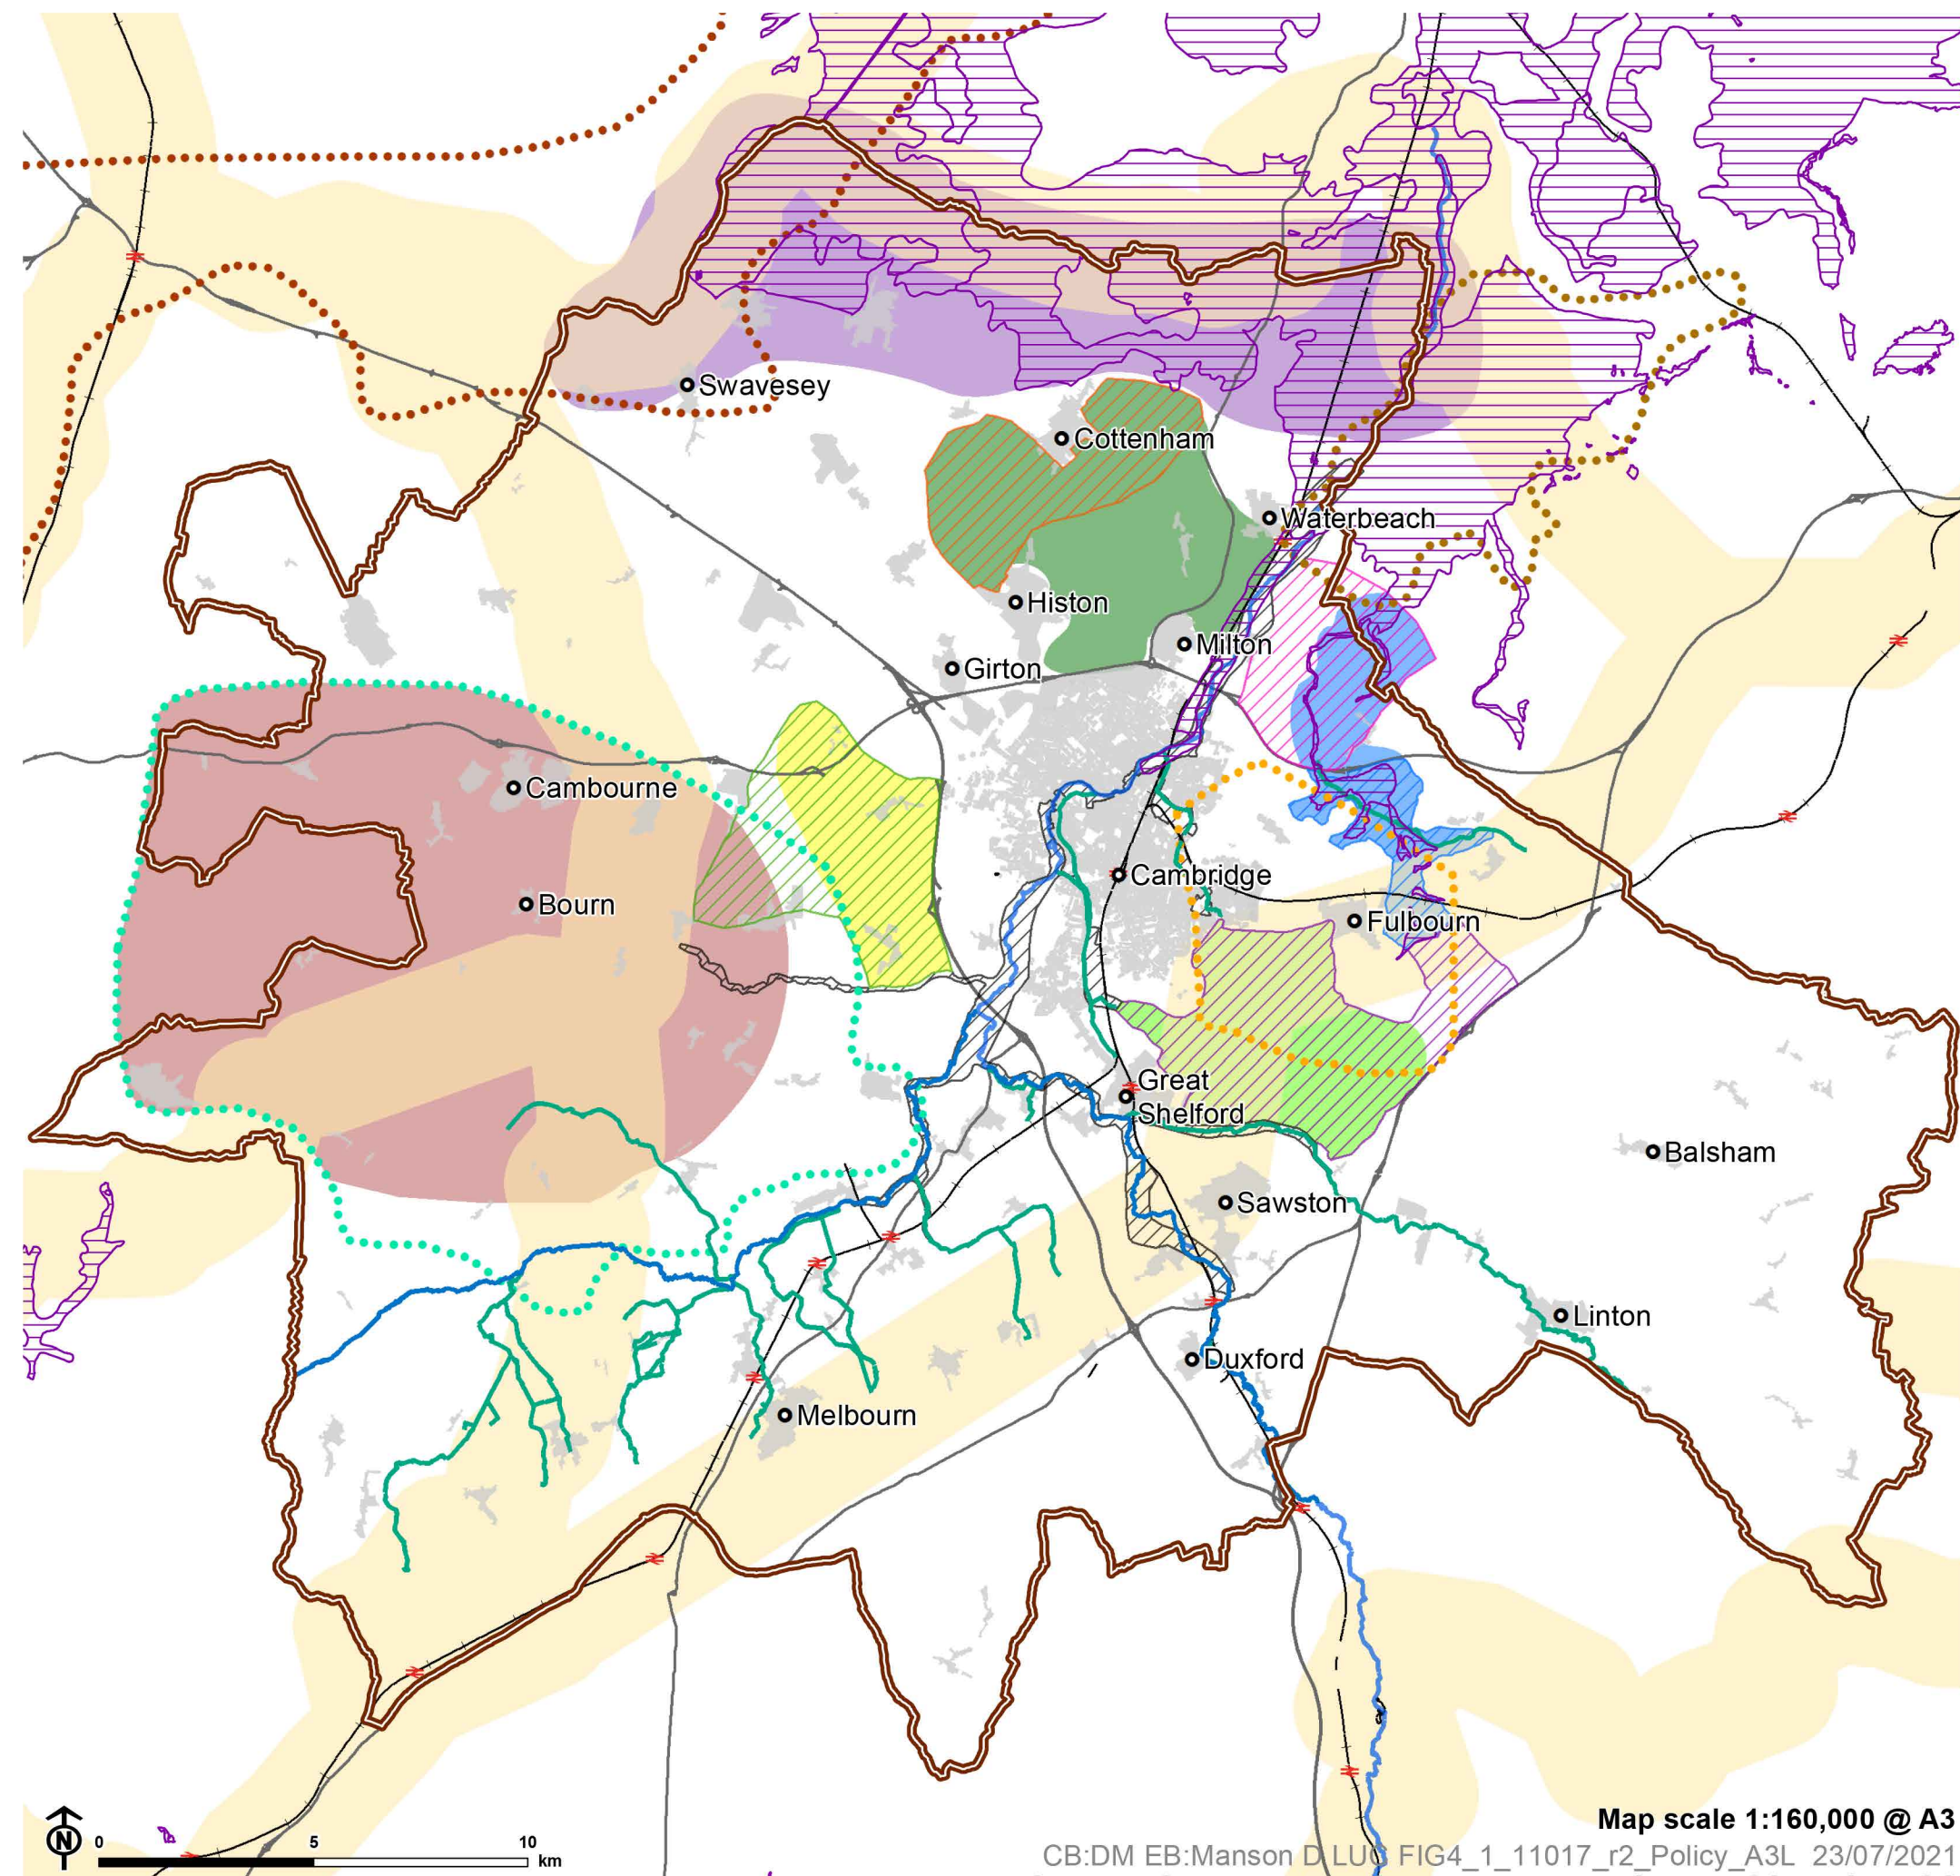 Swavesey
Cottenham
Waterbeach
Histon
Milton
Girton
Cambourne
Cambridge
Bourn
Fulbourn
Great
Shelford
Balsham
Sawston
Linton
Duxford
Melbourn
Map scale 1:160,000 @ A3
N 0 5 10
km
CB:DM EB:Manson_D LUC FIG4_1_11017_r2_Policy_A3L 23/07/2021